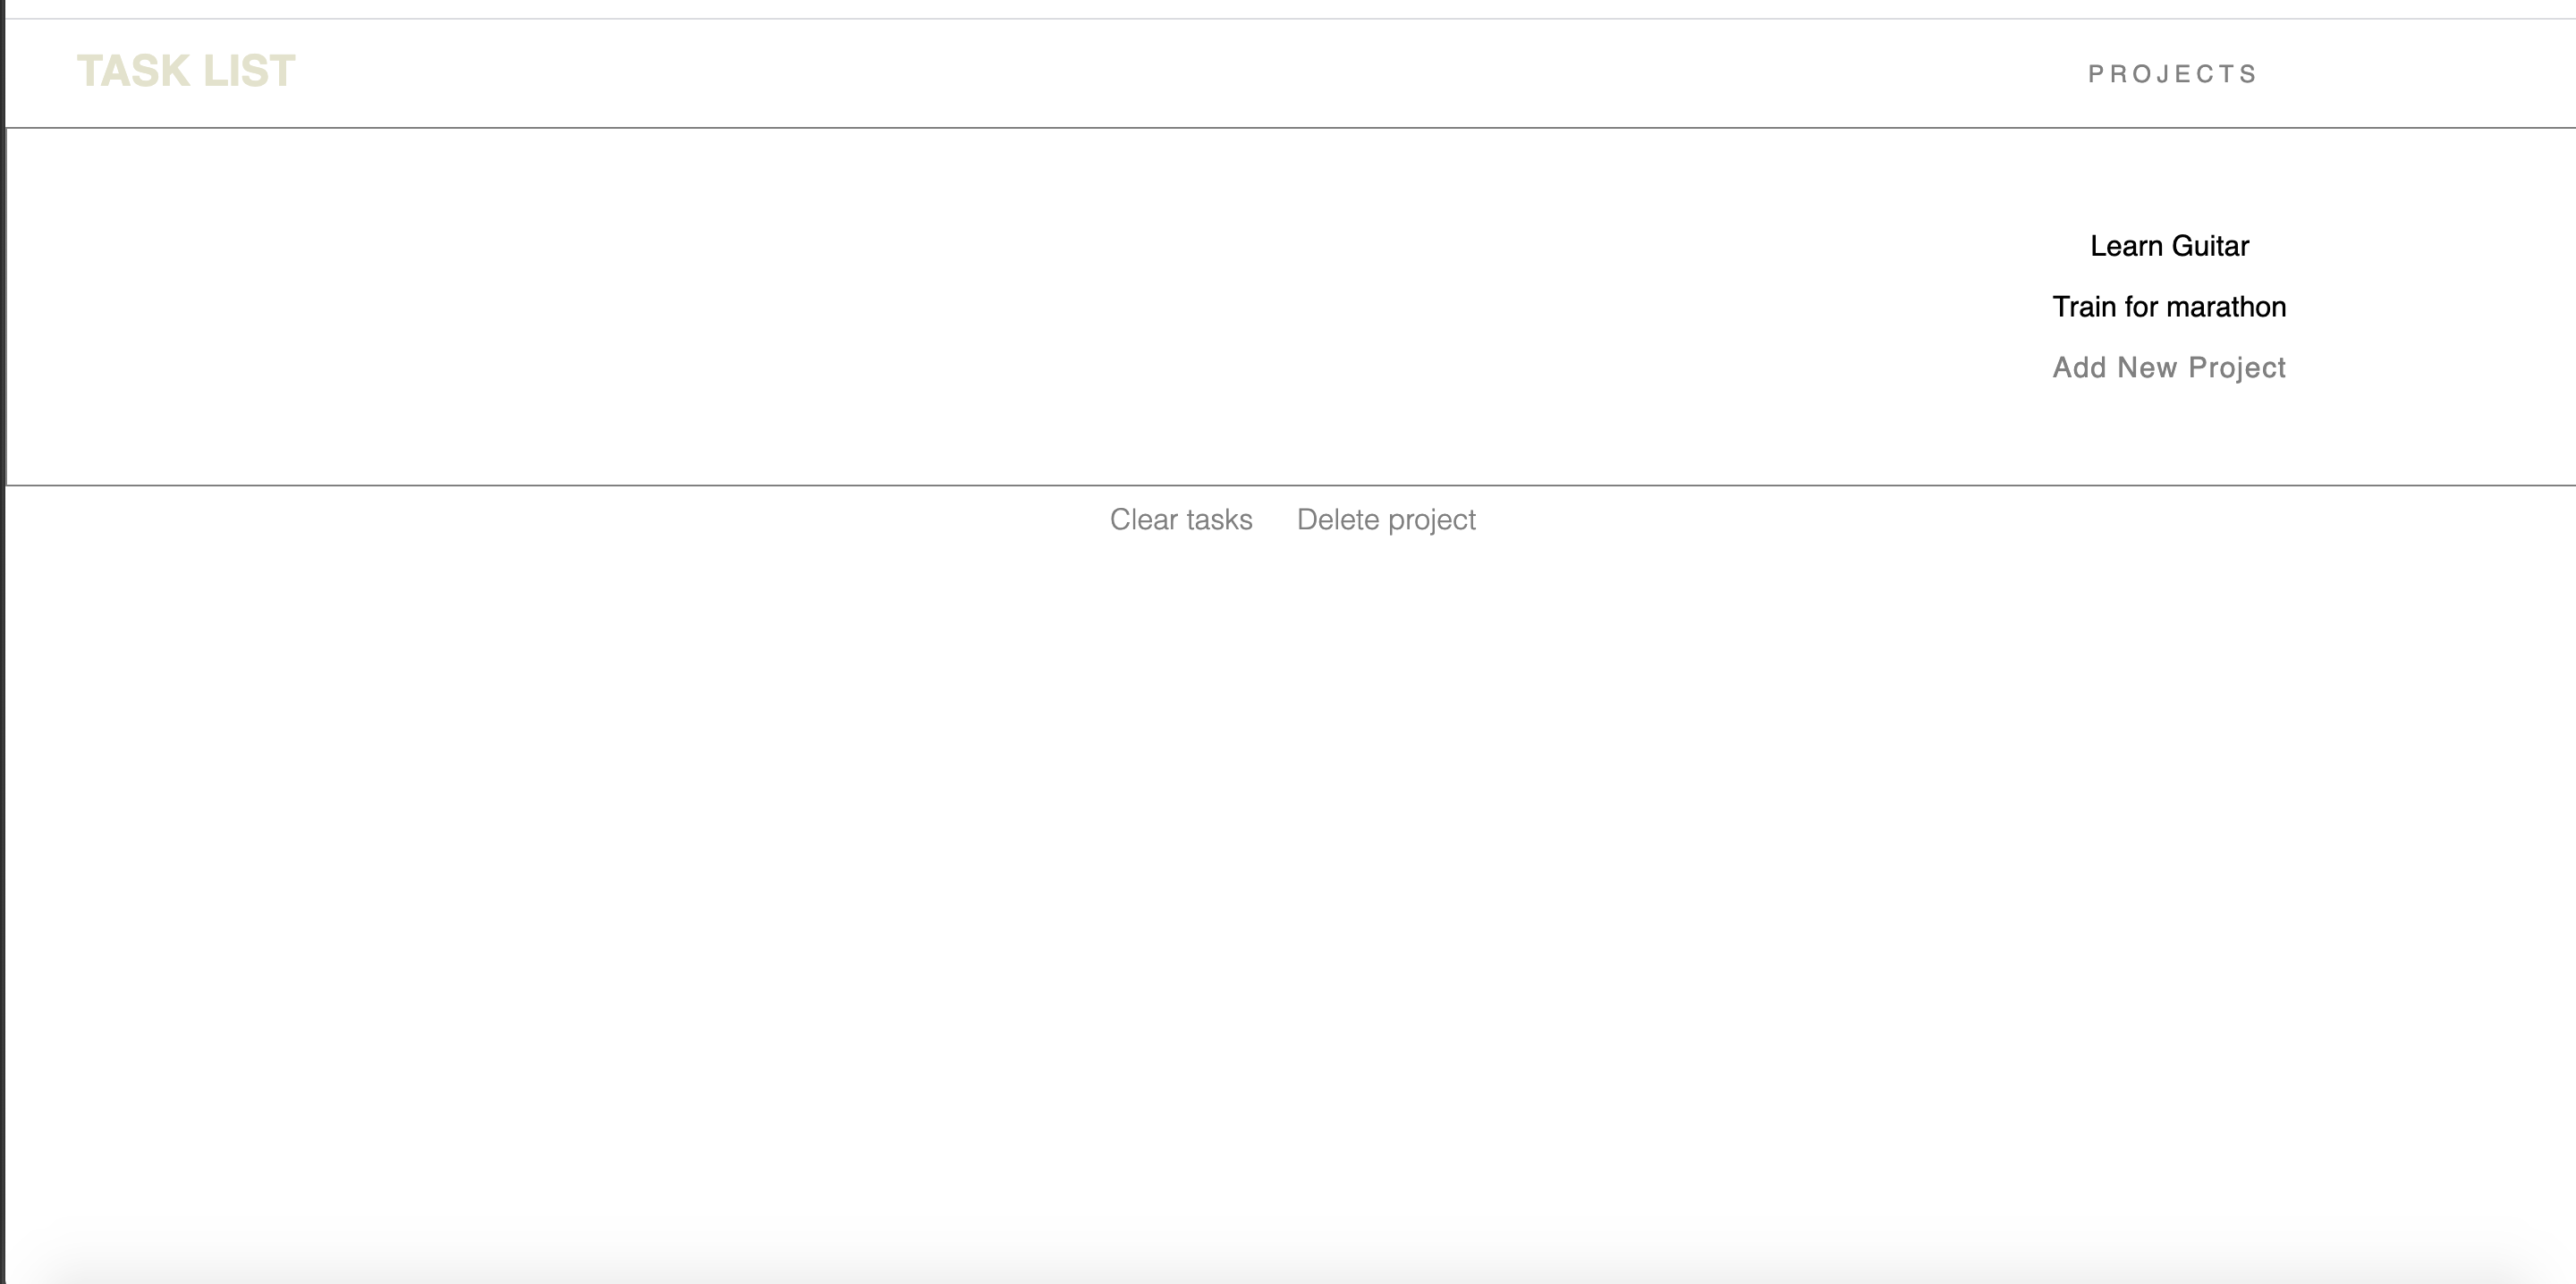 TASK LIST
PROJECTS
Learn Guitar
Train for marathon
Add New Project
Clear tasks
Delete project